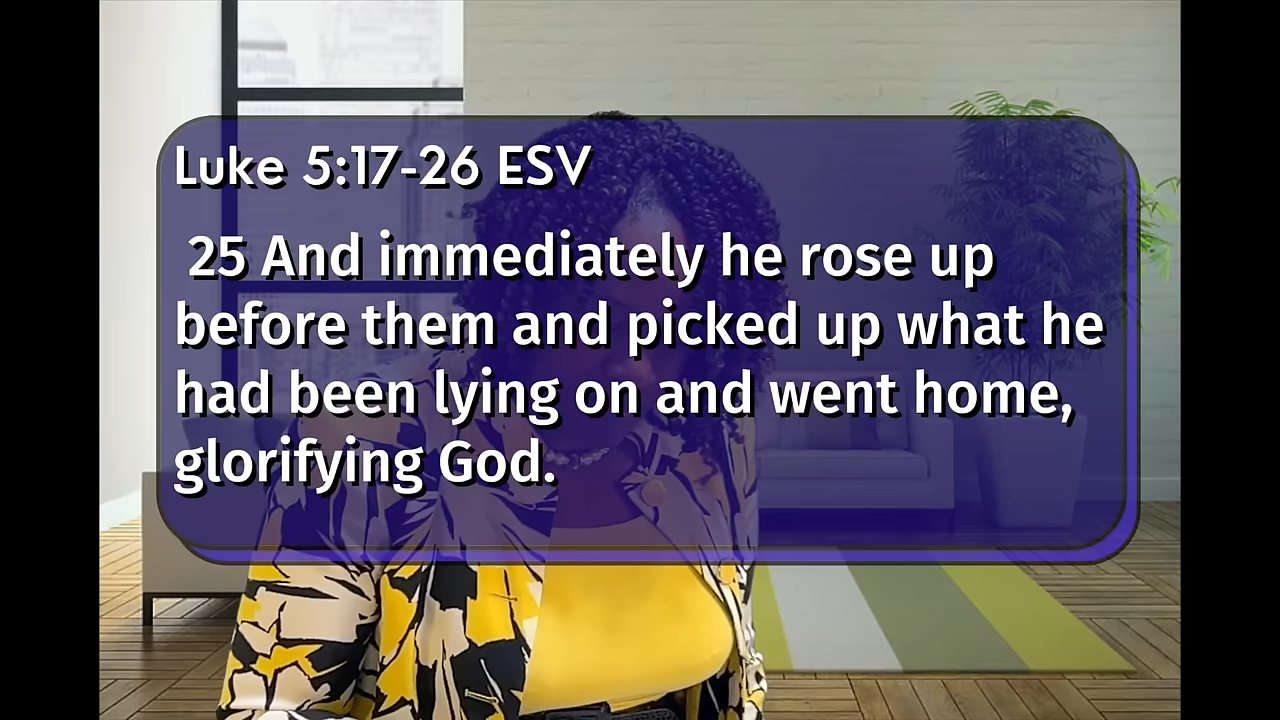 Luke 5:17-26 ESV
25 And immediately he rose up
before them and picked up what he
had been lying on and went home,
glorifying God.